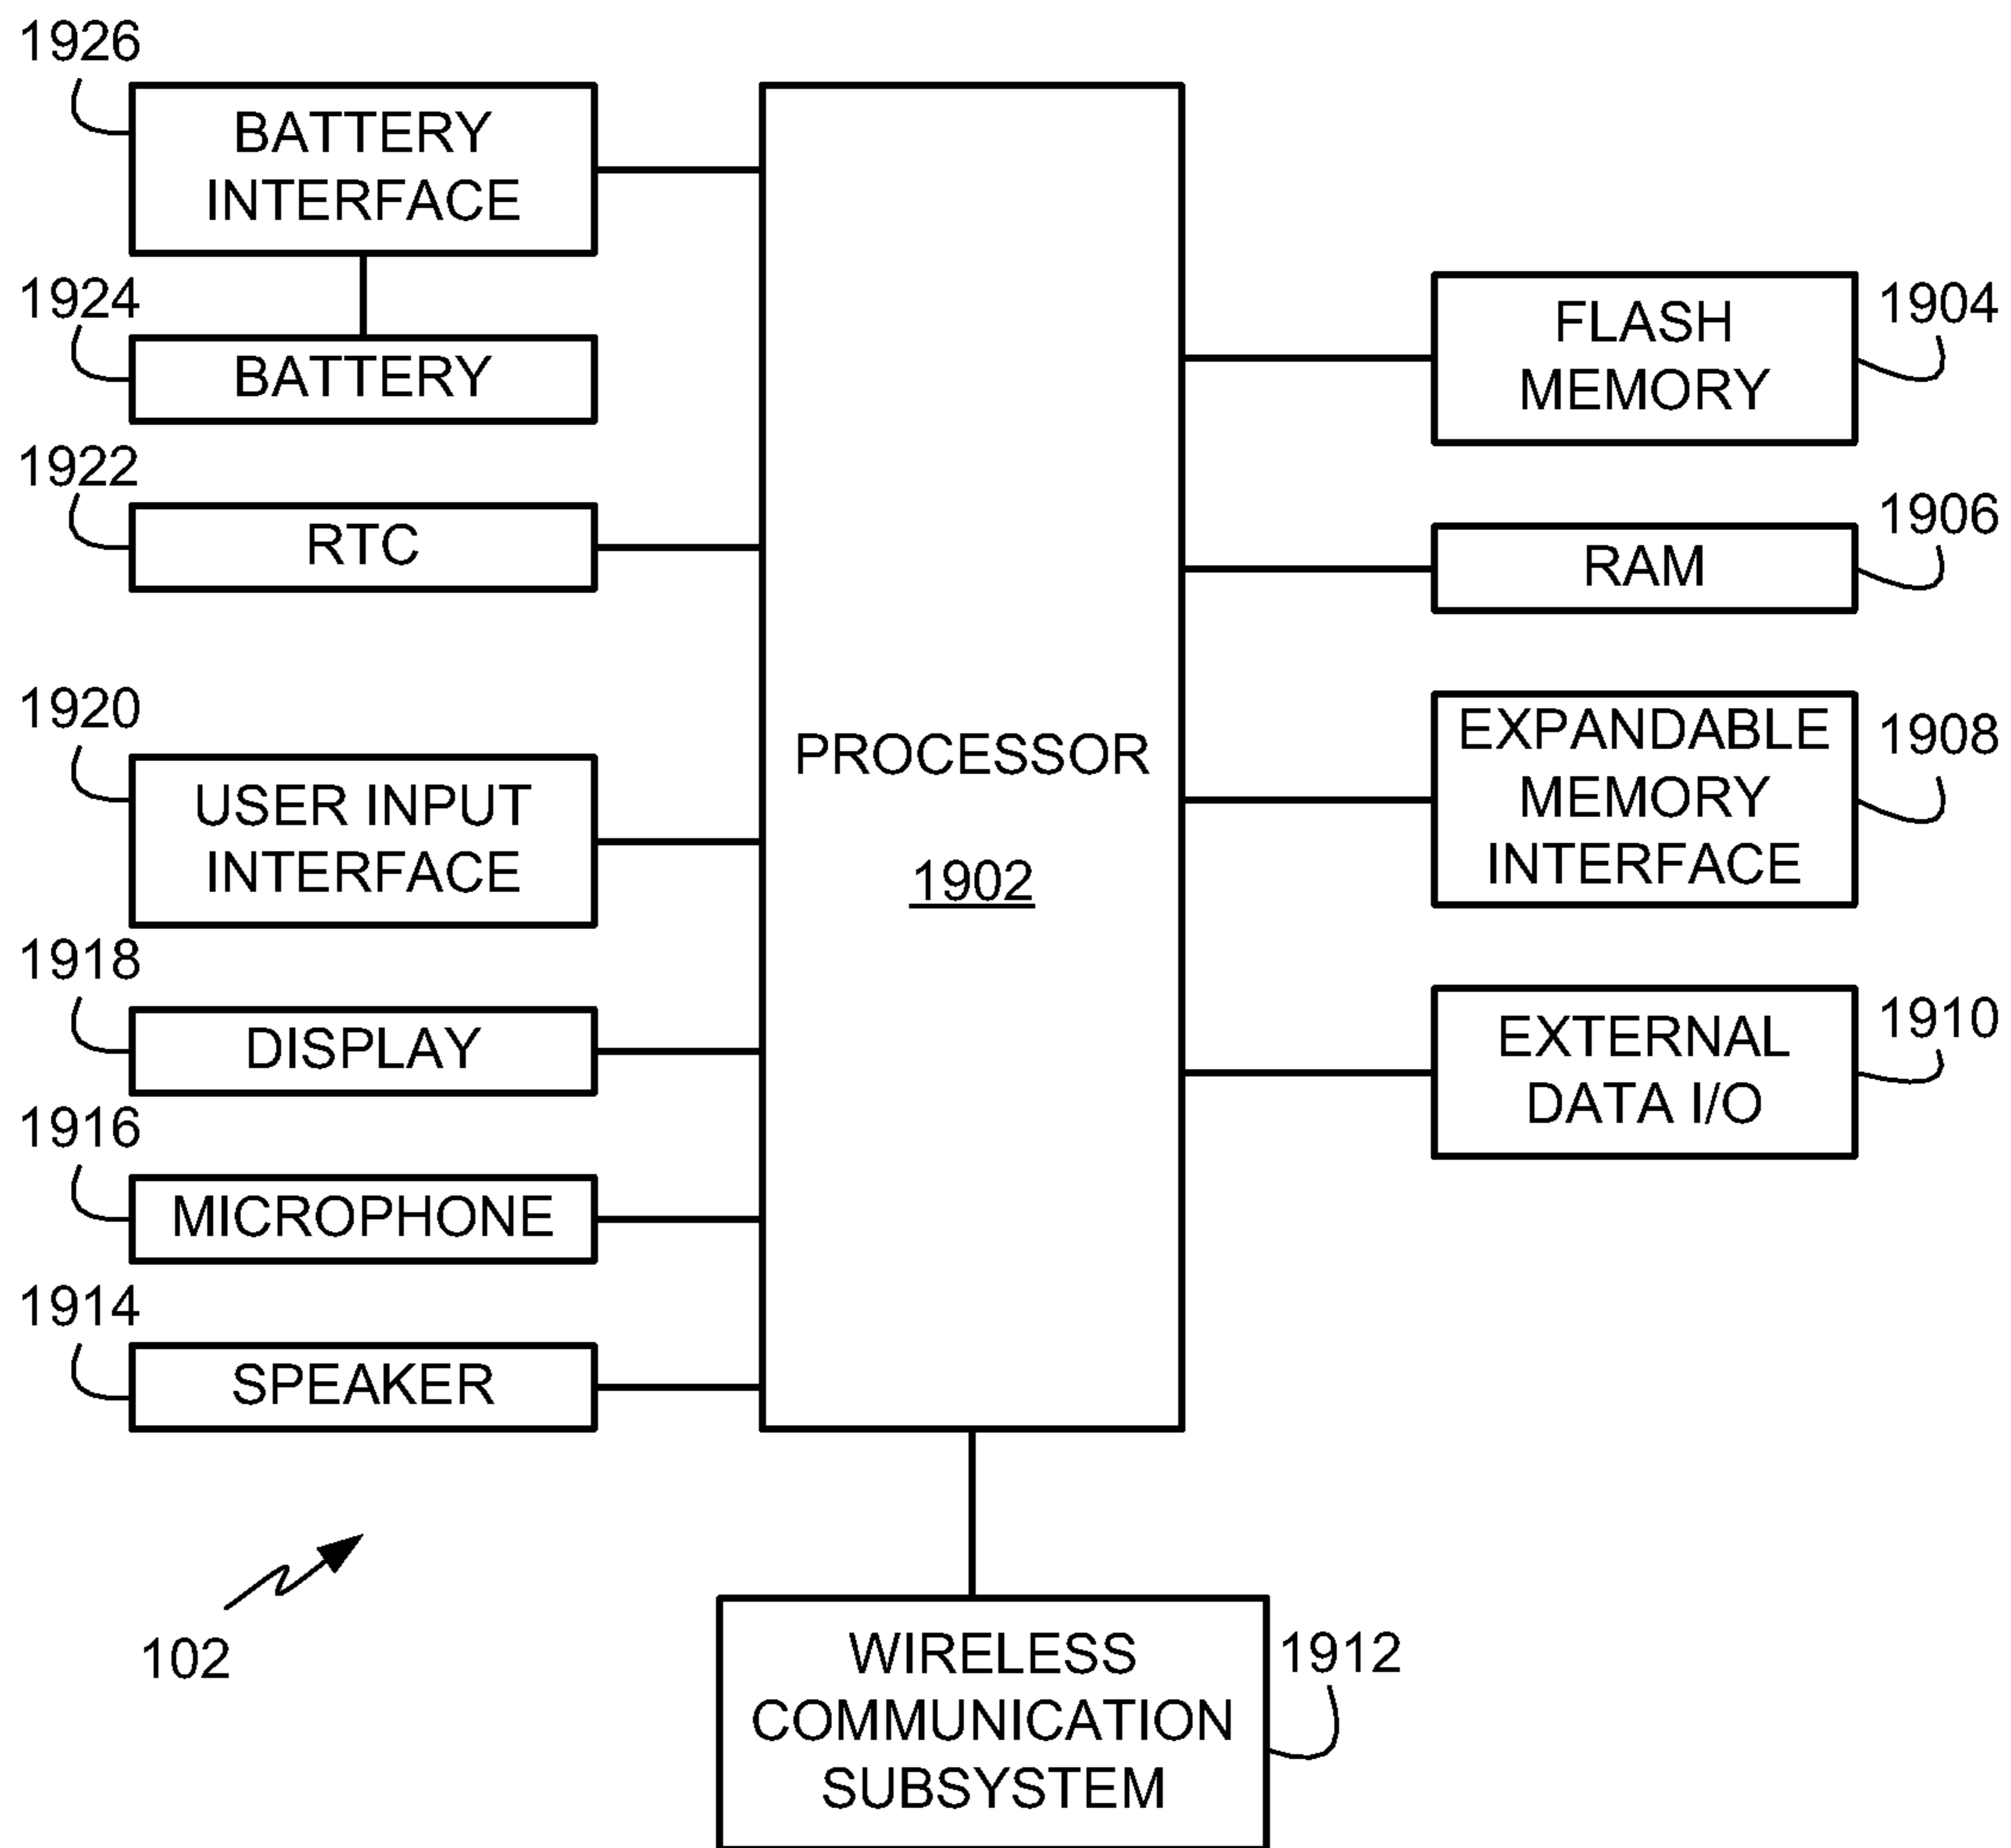 1926
BATTERY
INTERFACE
1924
BATTERY
1922
RTC
1920
USER INPUT
INTERFACE
1918
DISPLAY
1916
MICROPHONE
1914
SPEAKER
102
PROCESSOR
1902
FLASH
MEMORY
1904
RAM
1906
EXPANDABLE
MEMORY
INTERFACE
1908
EXTERNAL
DATA I/O
1910
WIRELESS
COMMUNICATION
SUBSYSTEM
1912